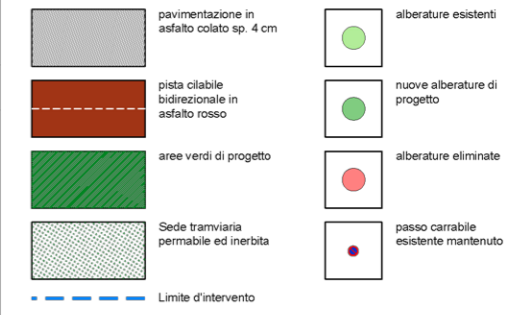 pavimentazione in
asfalto colato sp. 4 cm
pista cilabile
bidirezionale in
asfalto rosso
aree verdi di progetto
Sede tramviaria
permabile ed inerbita
Limite d'intervento
alberature esistenti
nuove alberature di
progetto
alberature eliminate
passo carrabile
esistente mantenuto